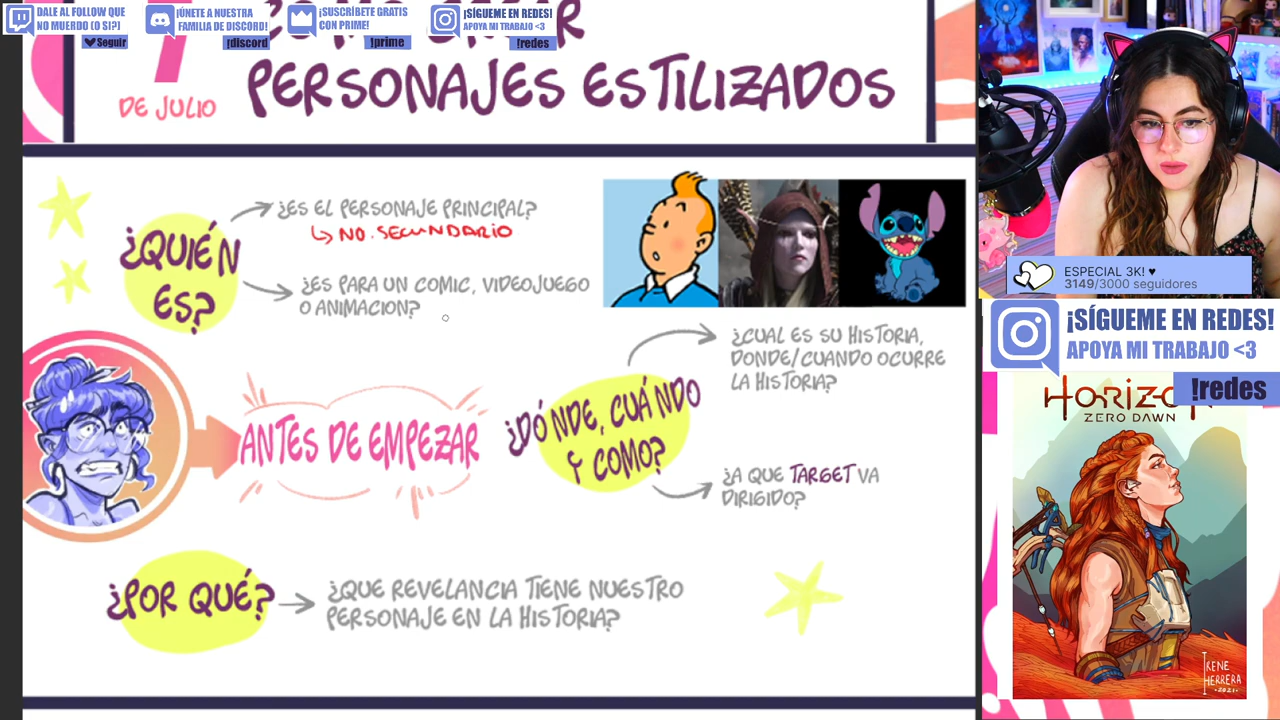 DALE AL FOLLOW QUE
NO MUERDO (O SI?)
Seguir
¡ÚNETE A NUESTRA
FAMILIA DE DISCORD!
!discord
¡SUSCRÍBETE GRATIS
CON PRIME!
!prime
¡SÍGUEME EN REDES!
APOYA MI TRABAJO <3
!redes
DE JULIO
PERSONAJES ESTILIZADOS
¿QUIÉN
ES?
¿ES EL PERSONAJE PRINCIPAL?
NO. SECUNDARIO
¿ES PARA UN COMIC, VIDEOJUEGO
O ANIMACION?
ANTES DE EMPEZAR
¿DÓNDE, CUÁNDO
Y COMO?
¿CUAL ES SU HISTORIA,
DONDE/CUANDO OCURRE
LA HISTORIA?
¿A QUE TARGET VA
DIRIGIDO?
¿POR QUÉ?
¿QUE REVELANCIA TIENE NUESTRO
PERSONAJE EN LA HISTORIA?
ESPECIAL 3K! ♥
3149/3000 seguidores
¡SÍGUEME EN REDES!
APOYA MI TRABAJO <3
!redes
HORIZO
ZERO DAWN
IRENE
HERRERA
·2021·